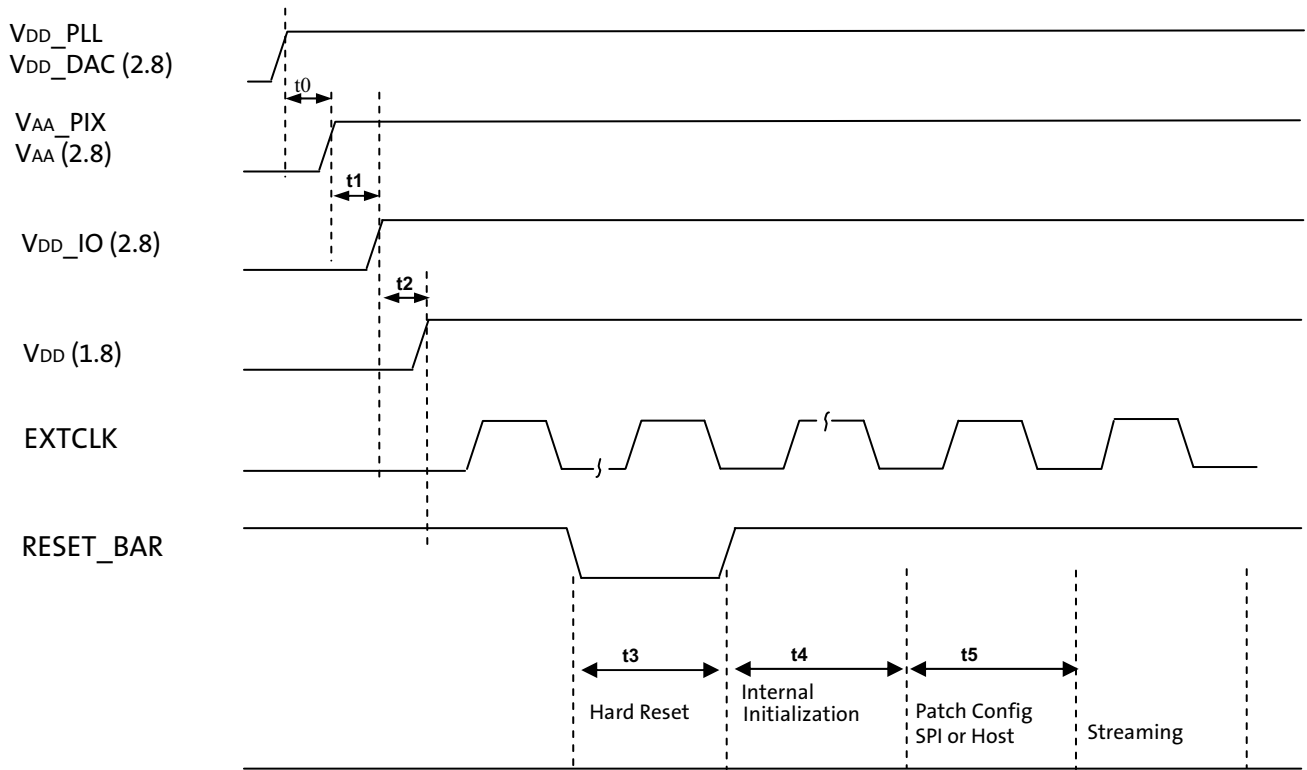 VDD_PLL
VDD_DAC (2.8)
t0
VAA_PIX
VAA (2.8)
t1
VDD_IO (2.8)
t2
VDD (1.8)
EXTCLK
RESET_BAR
t3
t4
t5
Hard Reset
Internal
Initialization
Patch Config
SPI or Host
Streaming